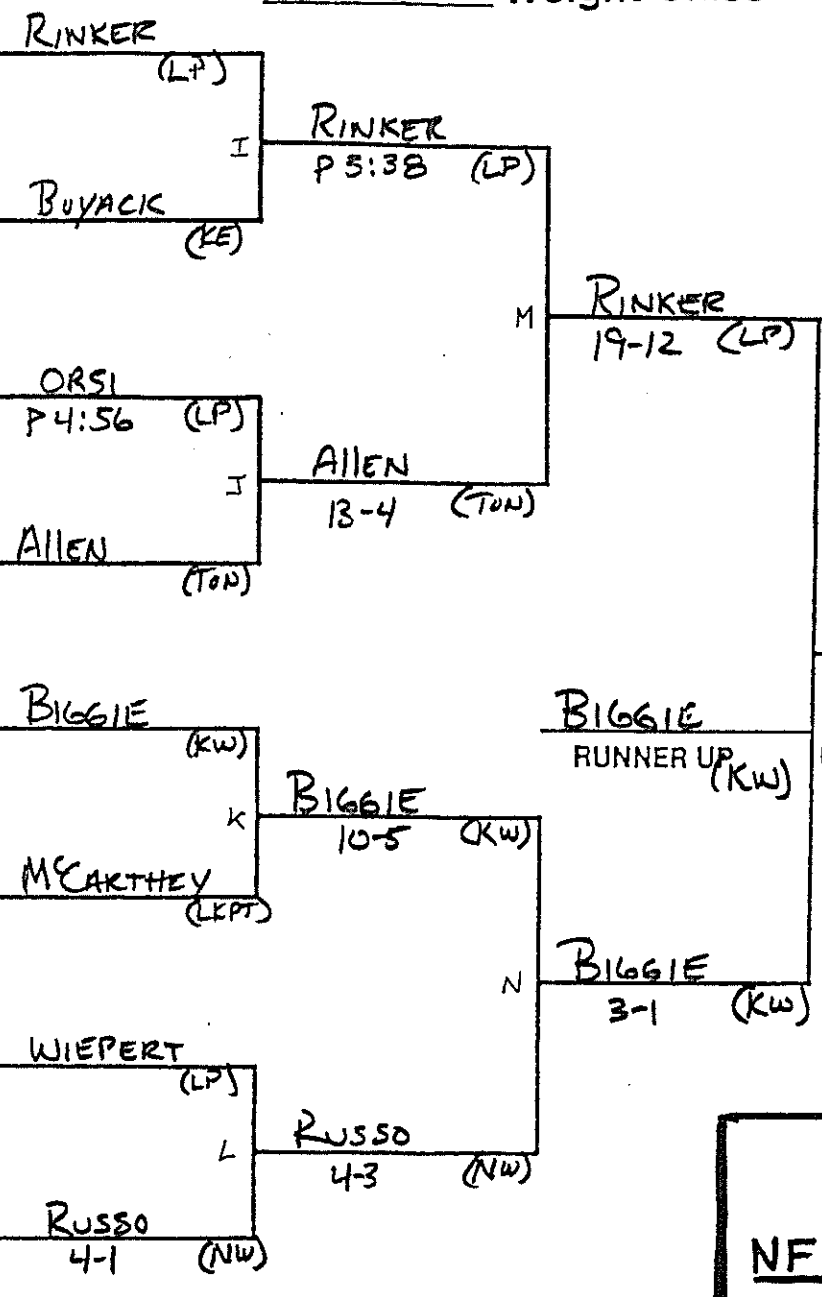 RINKER
(LP)
I
RINKER
P 5:38 (LP)
BUYACK
(KE)
M
RINKER
19-12 (LP)
ORSI
P 4:56 (LP)
J
ALLEN
13-4 (TON)
ALLEN
(TON)
BIGGIE
(KW)
BIGGIE
RUNNER UP (KW)
K
BIGGIE
10-5 (KW)
MCCARTHEY
(LKPT)
N
BIGGIE
3-1 (KW)
WIEPERT
(LP)
L
RUSSO
4-3 (NW)
RUSSO
4-1 (NW)
NF